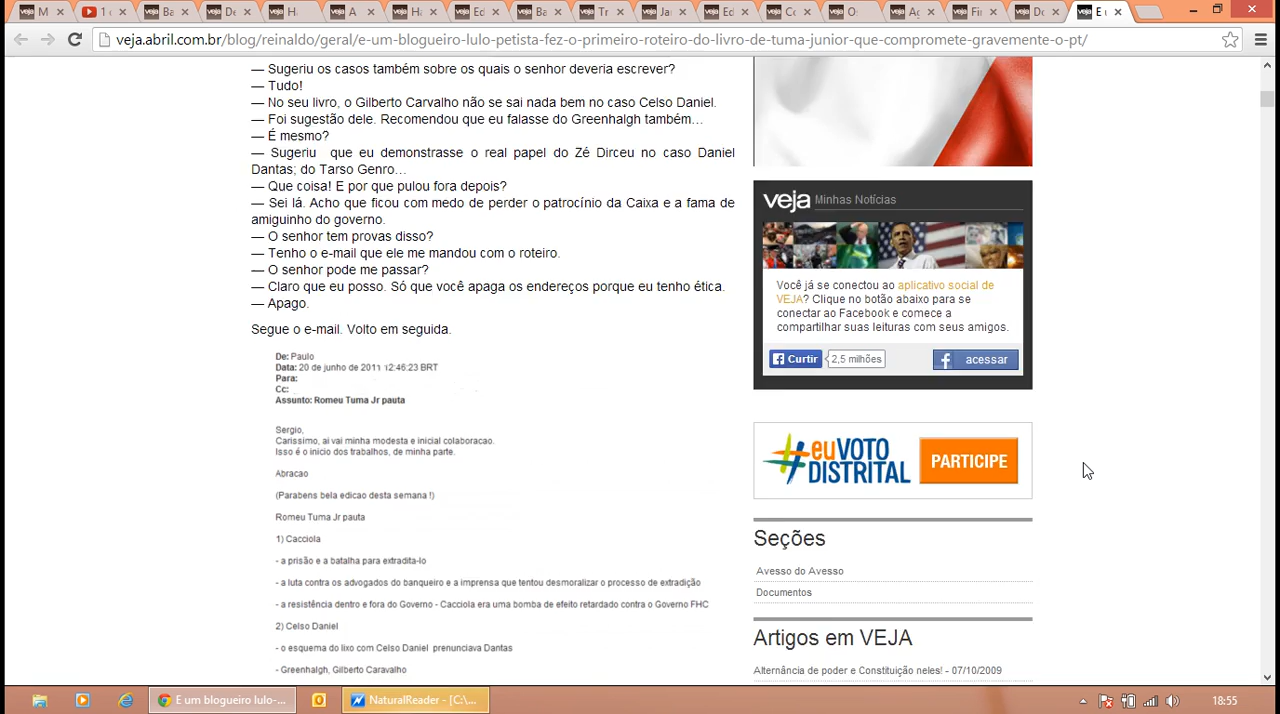 M
1 c
Ba
De
H
A
Ha
Ed
Ba
Tr
Ja
Ed
Co
O
Aç
Fi
Do
E u
veja.abril.com.br/blog/reinaldo/geral/e-um-blogueiro-lulo-petista-fez-o-primeiro-roteiro-do-livro-de-tuma-junior-que-compromete-gravemente-o-pt/
— Sugeriu os casos também sobre os quais o senhor deveria escrever?
— Tudo!
— No seu livro, o Gilberto Carvalho não se sai nada bem no caso Celso Daniel.
— Foi sugestão dele. Recomendou que eu falasse do Greenhalgh também…
— É mesmo?
— Sugeriu que eu demonstrasse o real papel do Zé Dirceu no caso Daniel
Dantas; do Tarso Genro…
— Que coisa! E por que pulou fora depois?
— Sei lá. Acho que ficou com medo de perder o patrocínio da Caixa e a fama de
amiguinho do governo.
— O senhor tem provas disso?
— Tenho o e-mail que ele me mandou com o roteiro.
— O senhor pode me passar?
— Claro que eu posso. Só que você apaga os endereços porque eu tenho ética.
— Apago.
Segue o e-mail. Volto em seguida.
De: Paulo
Data: 20 de junho de 2011 12:46:23 BRT
Para:
Cc:
Assunto: Romeu Tuma Jr pauta
Sergio,
Carissimo, ai vai minha modesta e inicial colaboracao.
Isso é o inicio dos trabalhos, de minha parte.
Abracao
(Parabens bela edicao desta semana !)
Romeu Tuma Jr pauta
1) Cacciola
- a prisão e a batalha para extradita-lo
- a luta contra os advogados do banqueiro e a imprensa que tentou desmoralizar o processo de extradição
- a resistência dentro e fora do Governo - Cacciola era uma bomba de efeito retardado contra o Governo FHC
2) Celso Daniel
- o esquema do lixo com Celso Daniel prenunciava Dantas
- Greenhalgh, Gilberto Caravalho
veja Minhas Notícias
Você já se conectou ao aplicativo social de
VEJA? Clique no botão abaixo para se
conectar ao Facebook e comece a
compartilhar suas leituras com seus amigos.
Curtir 2,5 milhões acessar
#euVOTO
DISTRITAL
PARTICIPE
Seções
Avesso do Avesso
Documentos
Artigos em VEJA
Alternância de poder e Constituição neles! - 07/10/2009
E um blogueiro lulo-...
NaturalReader - [C:\...
18:55